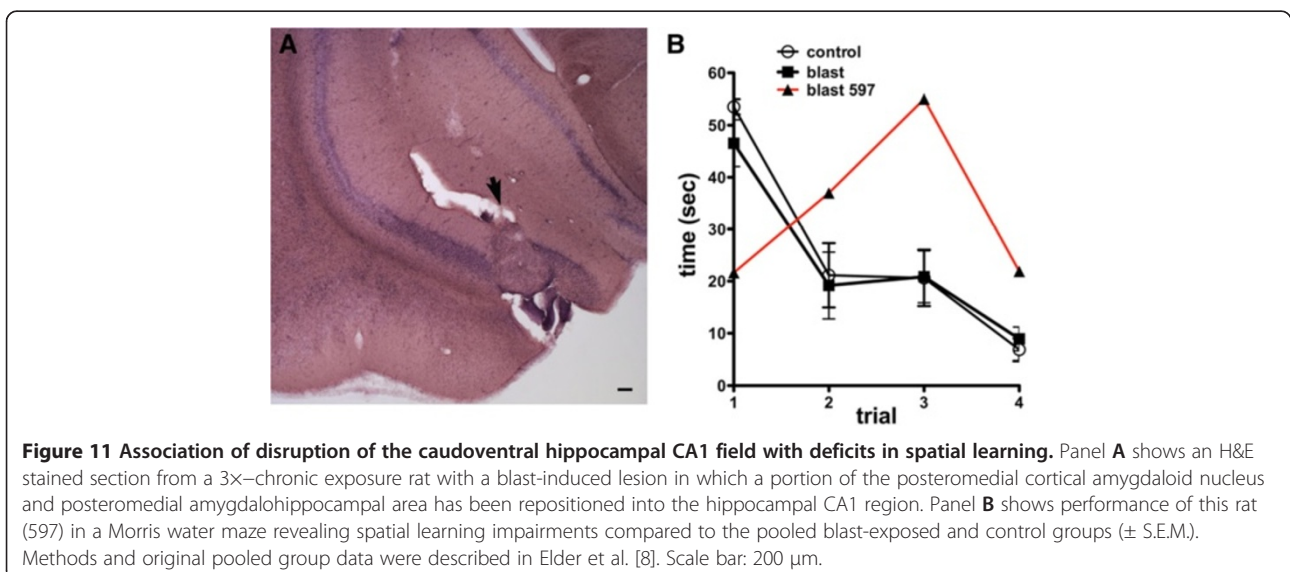 A
B
control
blast
blast 597
60
50
40
30
20
10
0
time (sec)
1 2 3 4
trial
Figure 11 Association of disruption of the caudoventral hippocampal CA1 field with deficits in spatial learning. Panel A shows an H&E
stained section from a 3×−chronic exposure rat with a blast-induced lesion in which a portion of the posteromedial cortical amygdaloid nucleus
and posteromedial amygdalohippocampal area has been repositioned into the hippocampal CA1 region. Panel B shows performance of this rat
(597) in a Morris water maze revealing spatial learning impairments compared to the pooled blast-exposed and control groups (± S.E.M.).
Methods and original pooled group data were described in Elder et al. [8]. Scale bar: 200 μm.